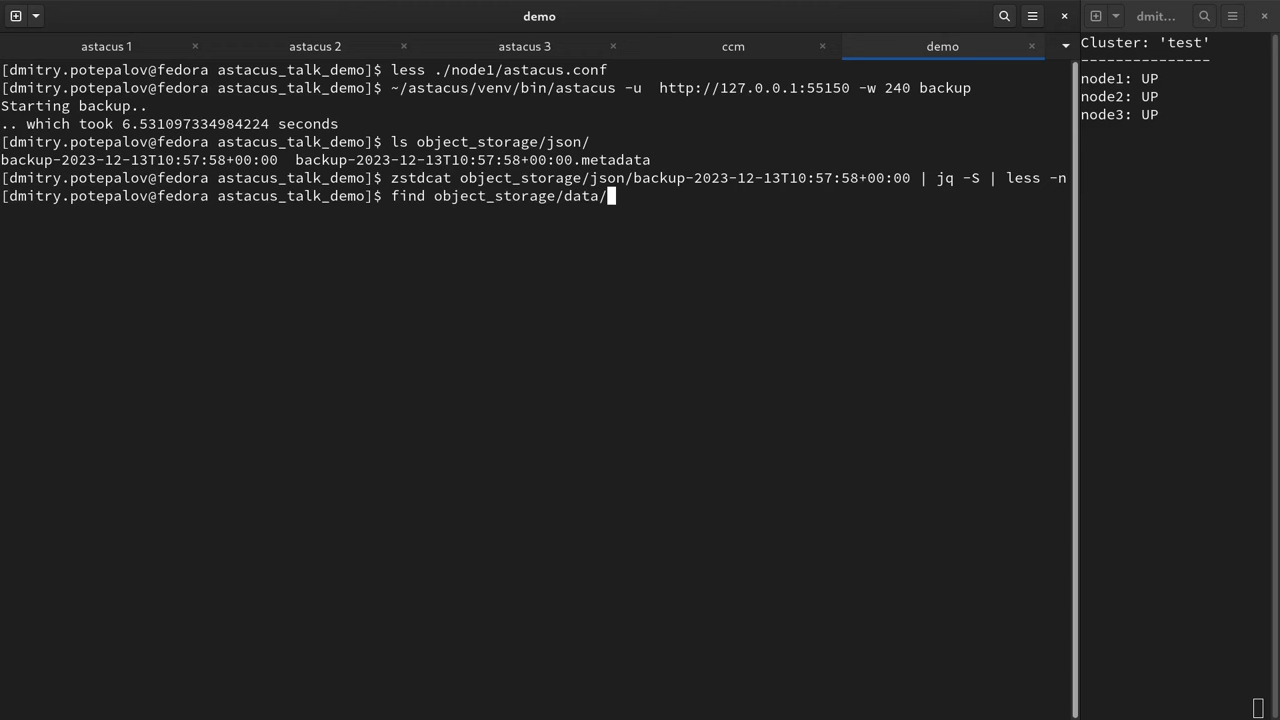 demo
dmit...
astacus 1
astacus 2
astacus 3
ccm
demo
[dmitry.potepalov@fedora astacus_talk_demo]$ less ./node1/astacus.conf
[dmitry.potepalov@fedora astacus_talk_demo]$ ~/astacus/venv/bin/astacus -u  http://127.0.0.1:55150 -w 240 backup
Starting backup..
.. which took 6.531097334984224 seconds
[dmitry.potepalov@fedora astacus_talk_demo]$ ls object_storage/json/
backup-2023-12-13T10:57:58+00:00  backup-2023-12-13T10:57:58+00:00.metadata
[dmitry.potepalov@fedora astacus_talk_demo]$ zstdcat object_storage/json/backup-2023-12-13T10:57:58+00:00 | jq -S | less -n
[dmitry.potepalov@fedora astacus_talk_demo]$ find object_storage/data/
Cluster: 'test'
---------------
node1: UP
node2: UP
node3: UP